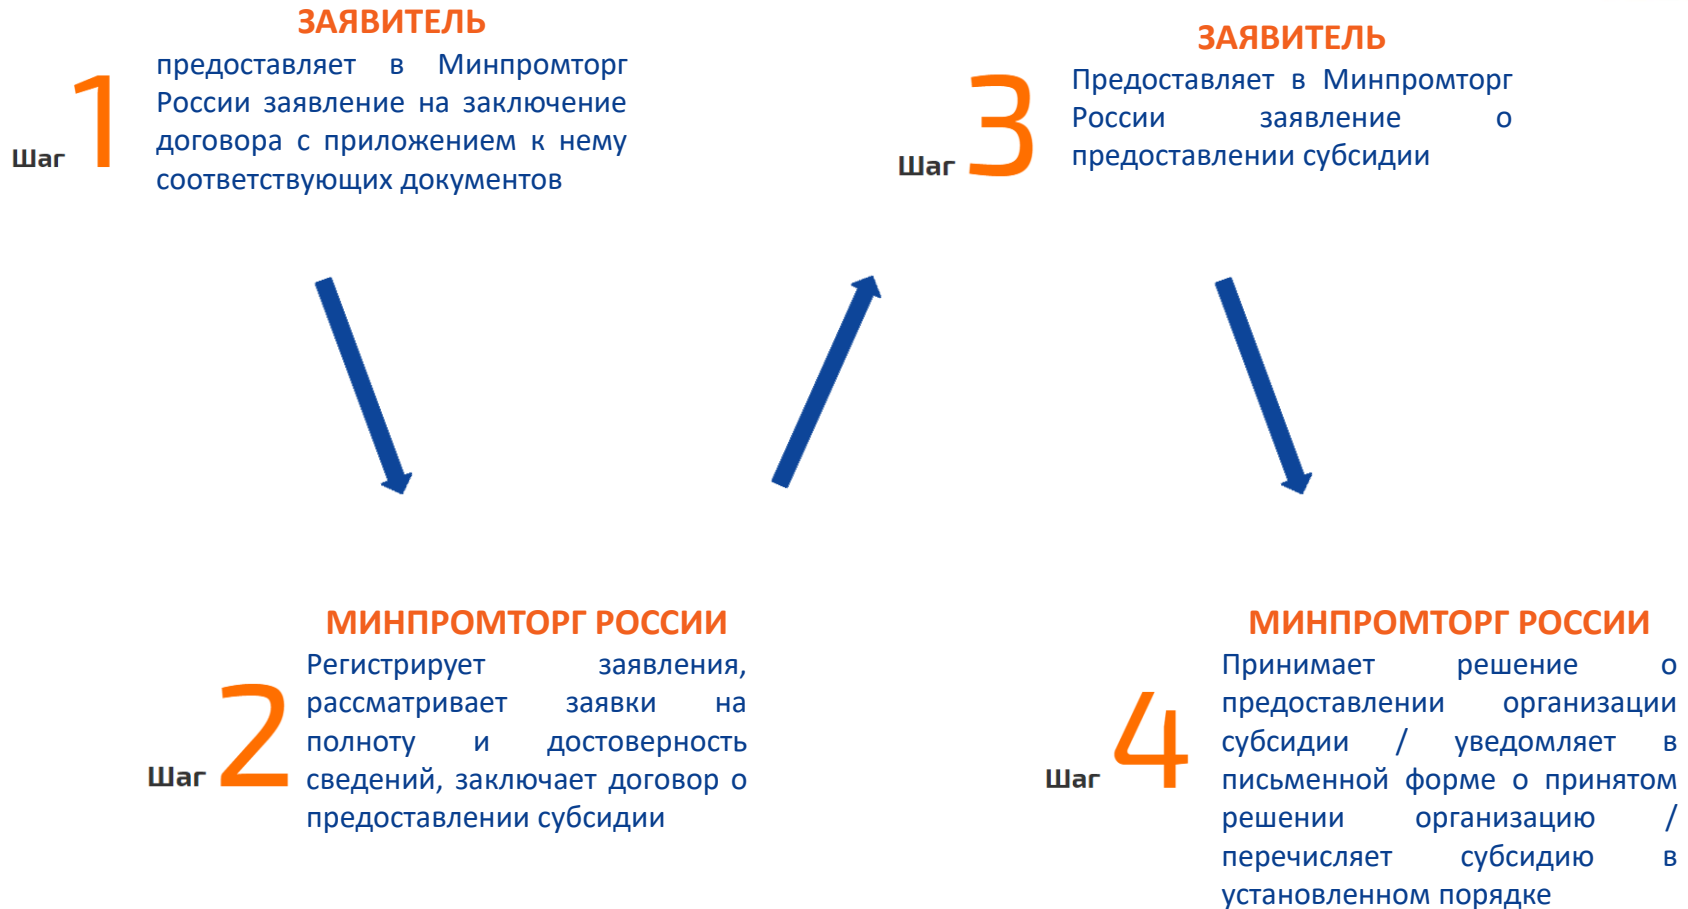 ЗАЯВИТЕЛЬ
Шаг 1
предоставляет в Минпромторг
России заявление на заключение
договора с приложением к нему
соответствующих документов
МИНПРОМТОРГ РОССИИ
Шаг 2
Регистрирует заявления,
рассматривает заявки на
полноту и достоверность
сведений, заключает договор о
предоставлении субсидии
ЗАЯВИТЕЛЬ
Шаг 3
Предоставляет в Минпромторг
России заявление о
предоставлении субсидии
МИНПРОМТОРГ РОССИИ
Шаг 4
Принимает решение о
предоставлении организации
субсидии / уведомляет в
письменной форме о принятом
решении организацию /
перечисляет субсидию в
установленном порядке